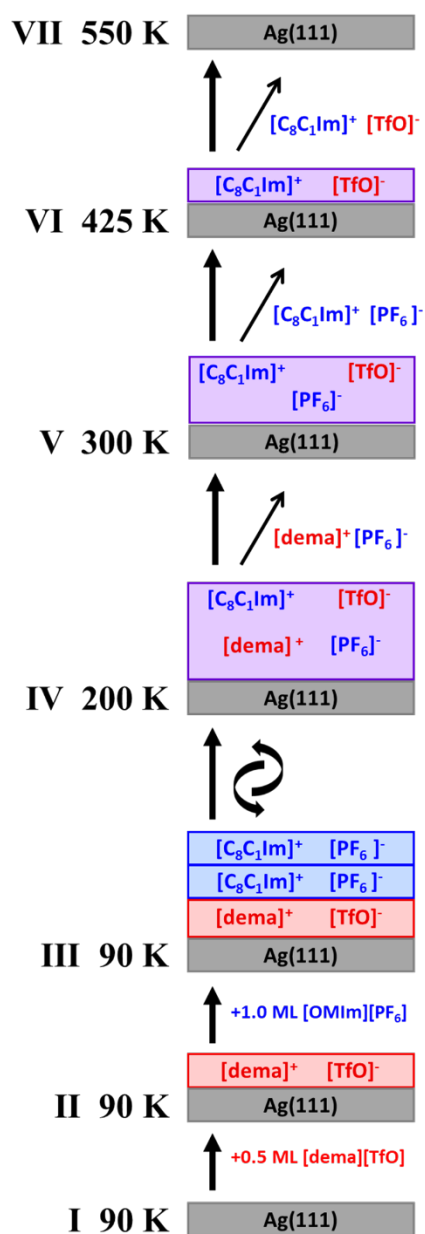 VII 550 K
Ag(111)
[C₈C₁Im]⁺ [TfO]⁻
[C₈C₁Im]⁺ [TfO]⁻
VI 425 K
Ag(111)
[C₈C₁Im]⁺ [PF₆]⁻
[C₈C₁Im]⁺ [TfO]⁻
[PF₆]⁻
V 300 K
Ag(111)
[dema]⁺ [PF₆]⁻
[C₈C₁Im]⁺ [TfO]⁻
[dema]⁺ [PF₆]⁻
IV 200 K
Ag(111)
[C₈C₁Im]⁺ [PF₆]⁻
[C₈C₁Im]⁺ [PF₆]⁻
[dema]⁺ [TfO]⁻
III 90 K
Ag(111)
+1.0 ML [OMIm][PF₆]
[dema]⁺ [TfO]⁻
II 90 K
Ag(111)
+0.5 ML [dema][TfO]
I 90 K
Ag(111)